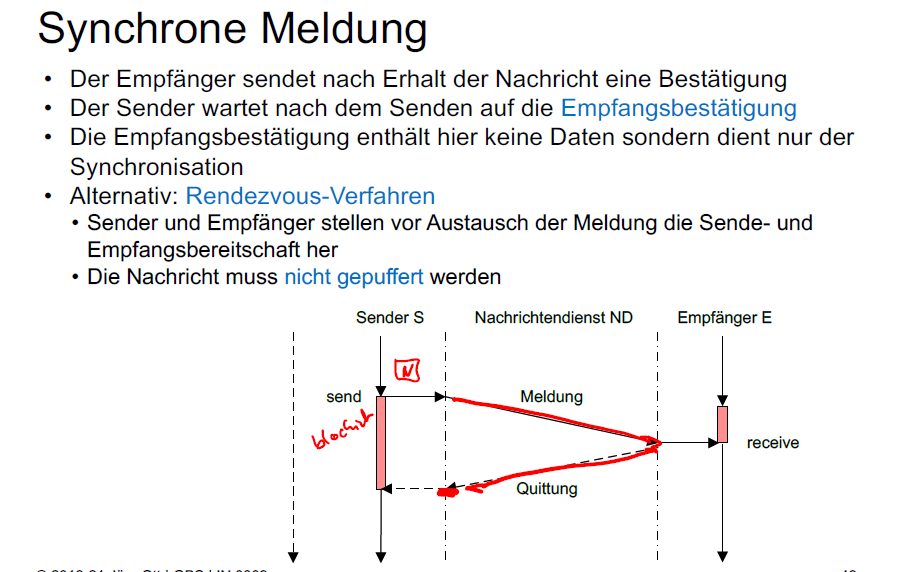 Synchrone Meldung
• Der Empfänger sendet nach Erhalt der Nachricht eine Bestätigung
• Der Sender wartet nach dem Senden auf die Empfangsbestätigung
• Die Empfangsbestätigung enthält hier keine Daten sondern dient nur der
Synchronisation
• Alternativ: Rendezvous-Verfahren
• Sender und Empfänger stellen vor Austausch der Meldung die Sende- und
Empfangsbereitschaft her
• Die Nachricht muss nicht gepuffert werden
Sender S Nachrichtendienst ND Empfänger E
N
send Meldung
blockiert
receive
Quittung